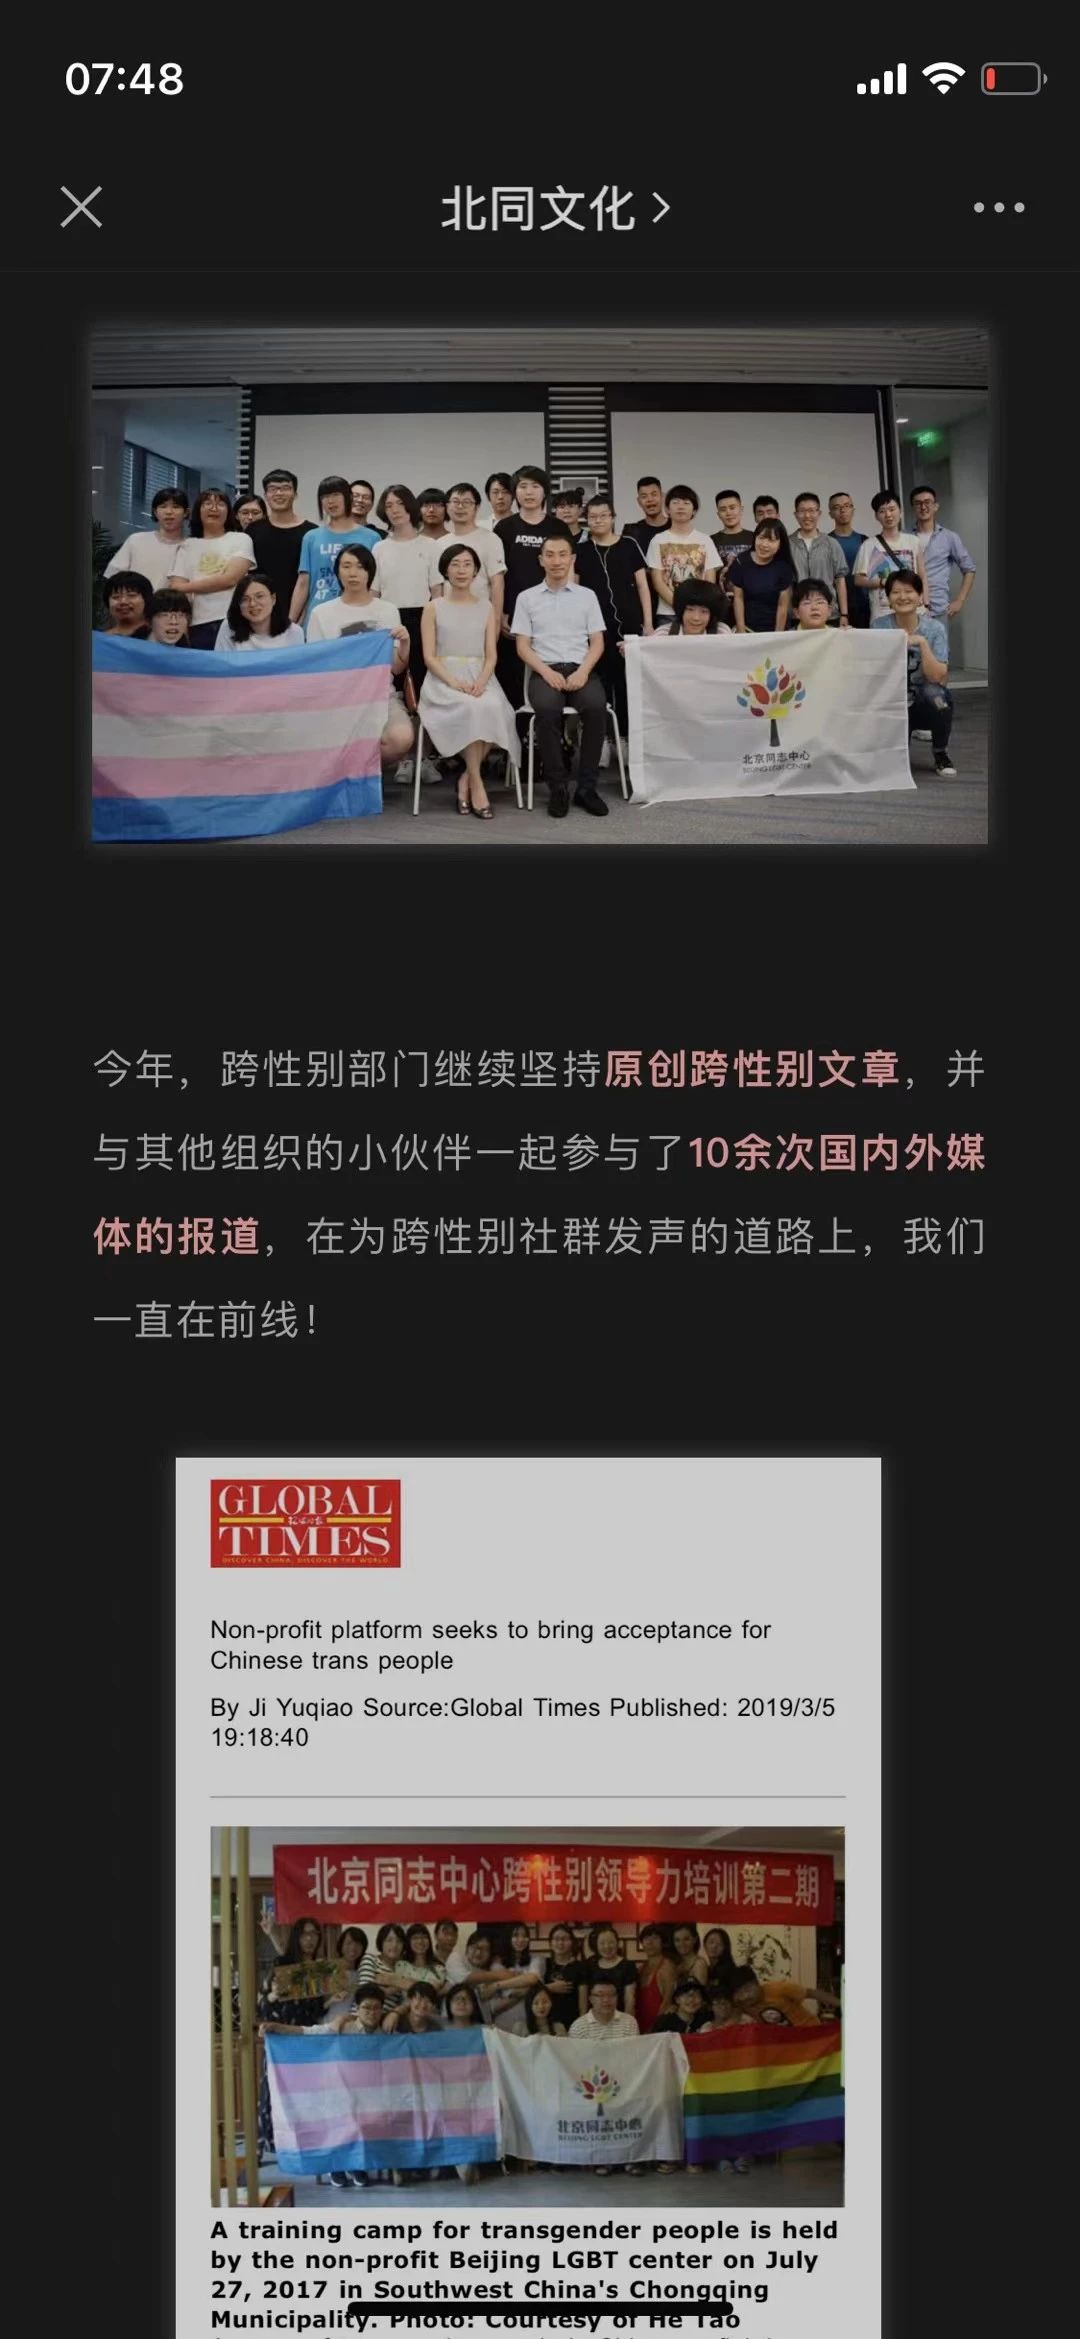 07:48
北同文化
LIFE
ADIDAS
北京同志中心
BEIJING LGBT CENTER
今年，跨性别部门继续坚持原创跨性别文章，并
与其他组织的小伙伴一起参与了10余次国内外媒
体的报道，在为跨性别社群发声的道路上，我们
一直在前线！
GLOBAL
TIMES
DISCOVER CHINA, DISCOVER THE WORLD
Non-profit platform seeks to bring acceptance for
Chinese trans people
By Ji Yuqiao Source:Global Times Published: 2019/3/5
19:18:40
北京同志中心跨性别领导力培训第二期
北京同志中心
BEIJING LGBT CENTER
A training camp for transgender people is held
by the non-profit Beijing LGBT center on July
27, 2017 in Southwest China's Chongqing
Municipality. Photo: Courtesy of He Tao